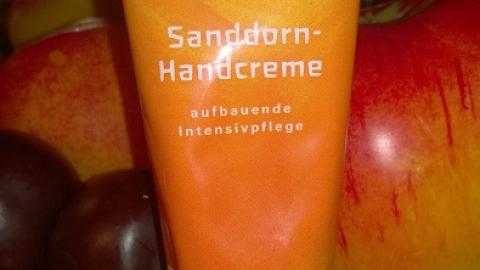 Sanddorn-
Handcreme
aufbauende
Intensivpflege